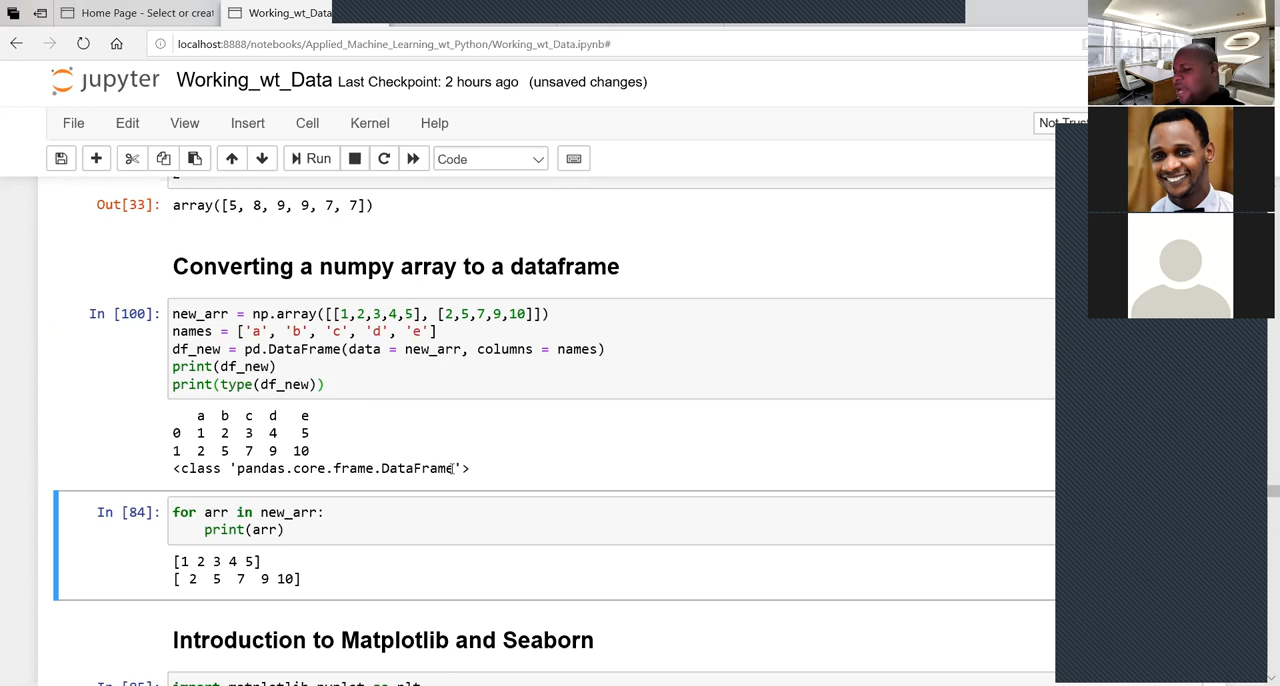 Home Page - Select or creat
Working_wt_Data
localhost:8888/notebooks/Applied_Machine_Learning_wt_Python/Working_wt_Data.ipynb#
jupyter Working_wt_Data Last Checkpoint: 2 hours ago (unsaved changes)
File Edit View Insert Cell Kernel Help
Not Trus
Run Code
Out[33]: array([5, 8, 9, 9, 7, 7])
Converting a numpy array to a dataframe
In [100]: new_arr = np.array([[1,2,3,4,5], [2,5,7,9,10]])
names = ['a', 'b', 'c', 'd', 'e']
df_new = pd.DataFrame(data = new_arr, columns = names)
print(df_new)
print(type(df_new))
a b c d e
0 1 2 3 4 5
1 2 5 7 9 10
<class 'pandas.core.frame.DataFrame'>
In [84]: for arr in new_arr:
print(arr)
[1 2 3 4 5]
[ 2 5 7 9 10]
Introduction to Matplotlib and Seaborn